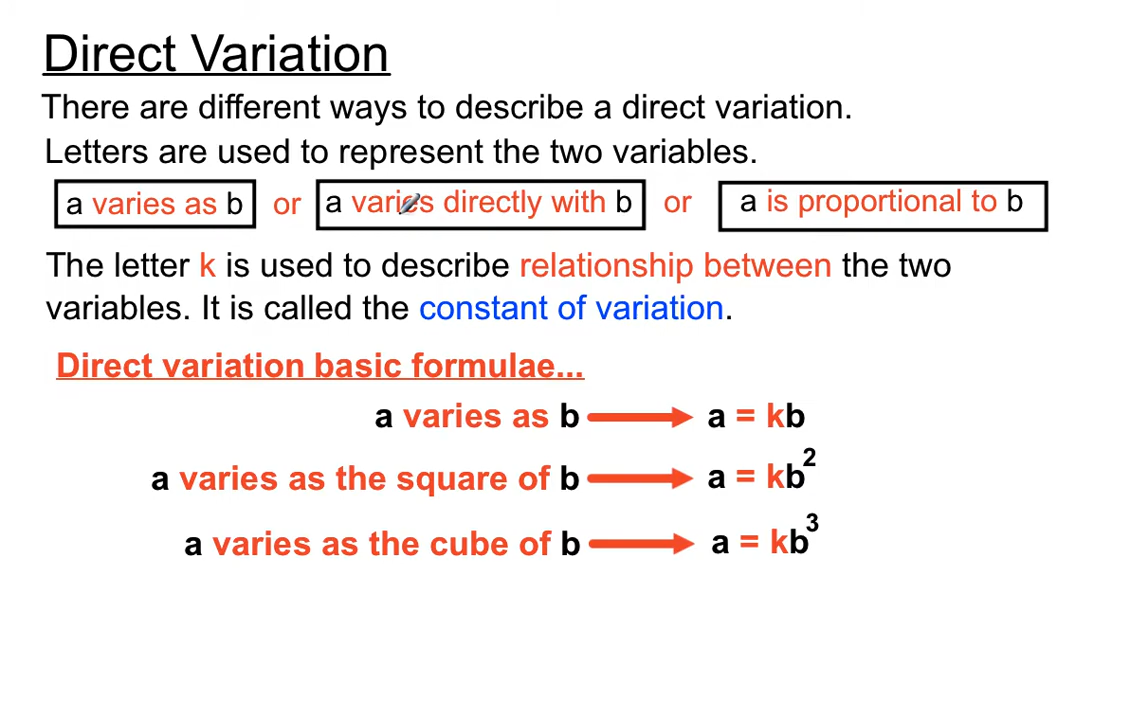 Direct Variation
There are different ways to describe a direct variation.
Letters are used to represent the two variables.
a varies as b or a varies directly with b or a is proportional to b
The letter k is used to describe relationship between the two
variables. It is called the constant of variation.
Direct variation basic formulae...
a varies as b → a = kb
a varies as the square of b → a = kb²
a varies as the cube of b → a = kb³